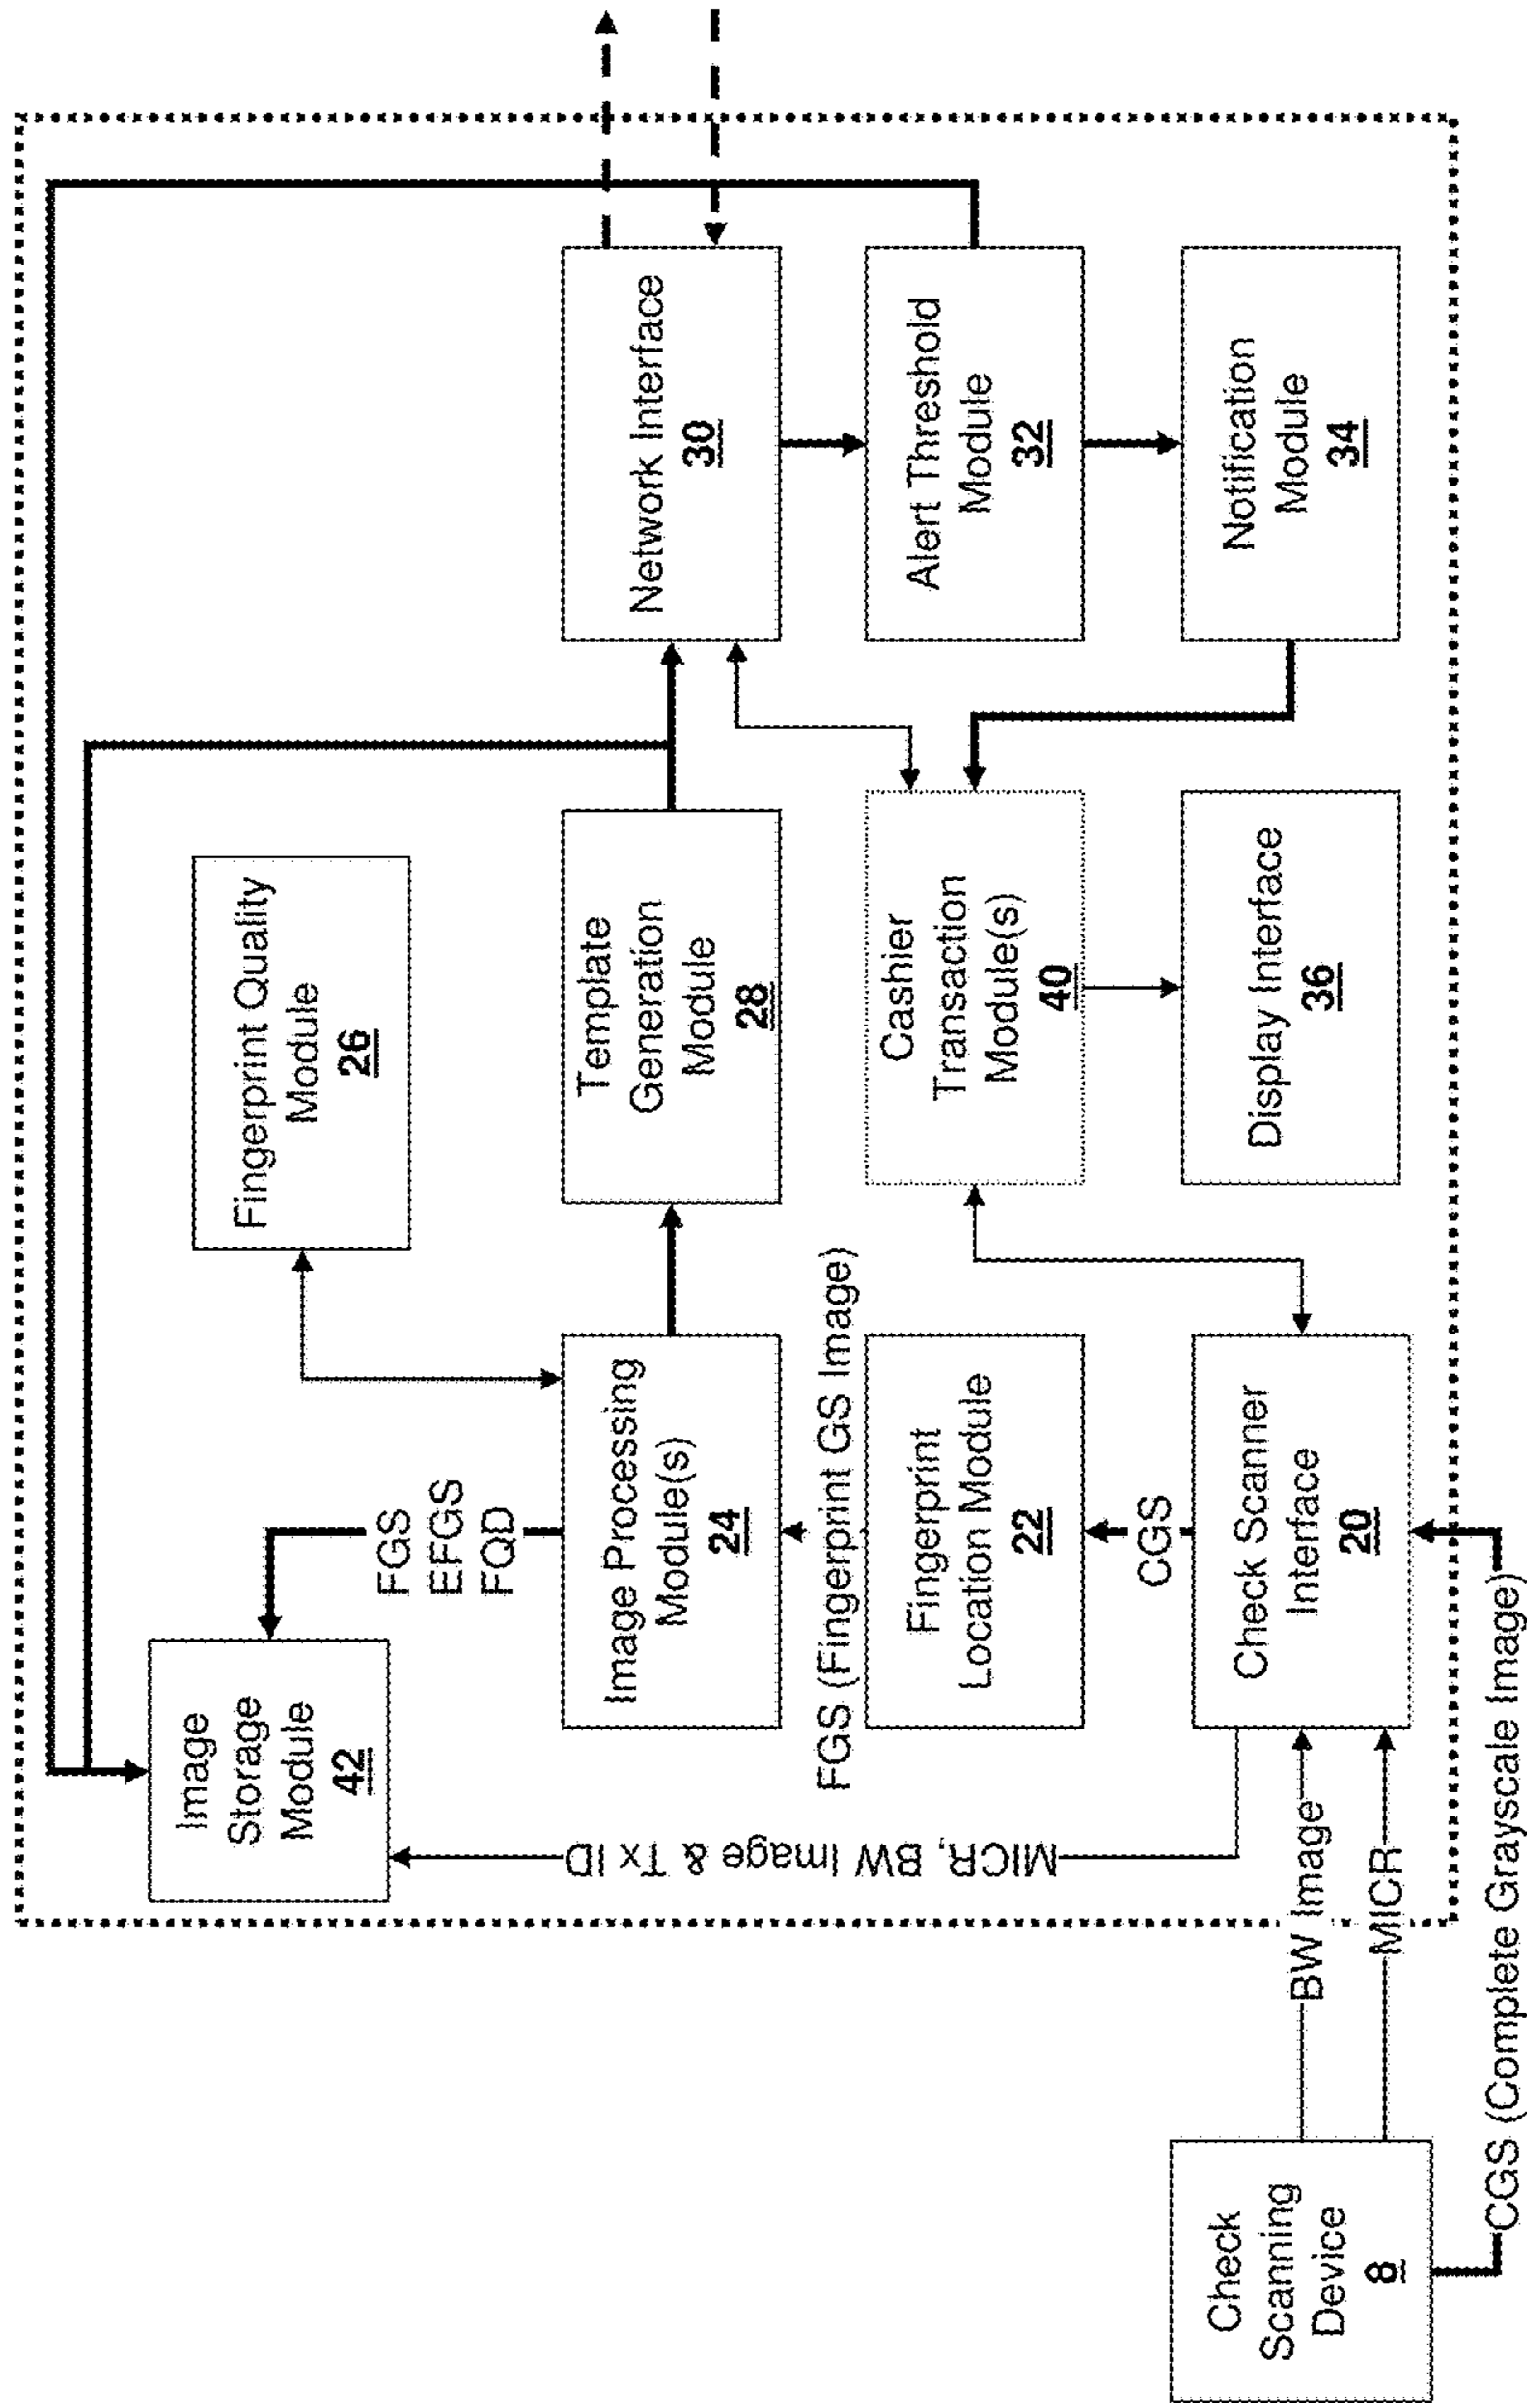 Image
Storage
Module
42
Fingerprint Quality
Module
26
FGS
EFGS
FQD
Image Processing
Module(s)
24
Template
Generation
Module
28
Network Interface
30
MICR, BW Image & Tx ID
FGS (Fingerprint GS Image)
Fingerprint
Location Module
22
Cashier
Transaction
Module(s)
40
Alert Threshold
Module
32
CGS
Check
Scanning
Device
8
BW Image
MICR
Check Scanner
Interface
20
Display Interface
36
Notification
Module
34
CGS (Complete Grayscale Image)